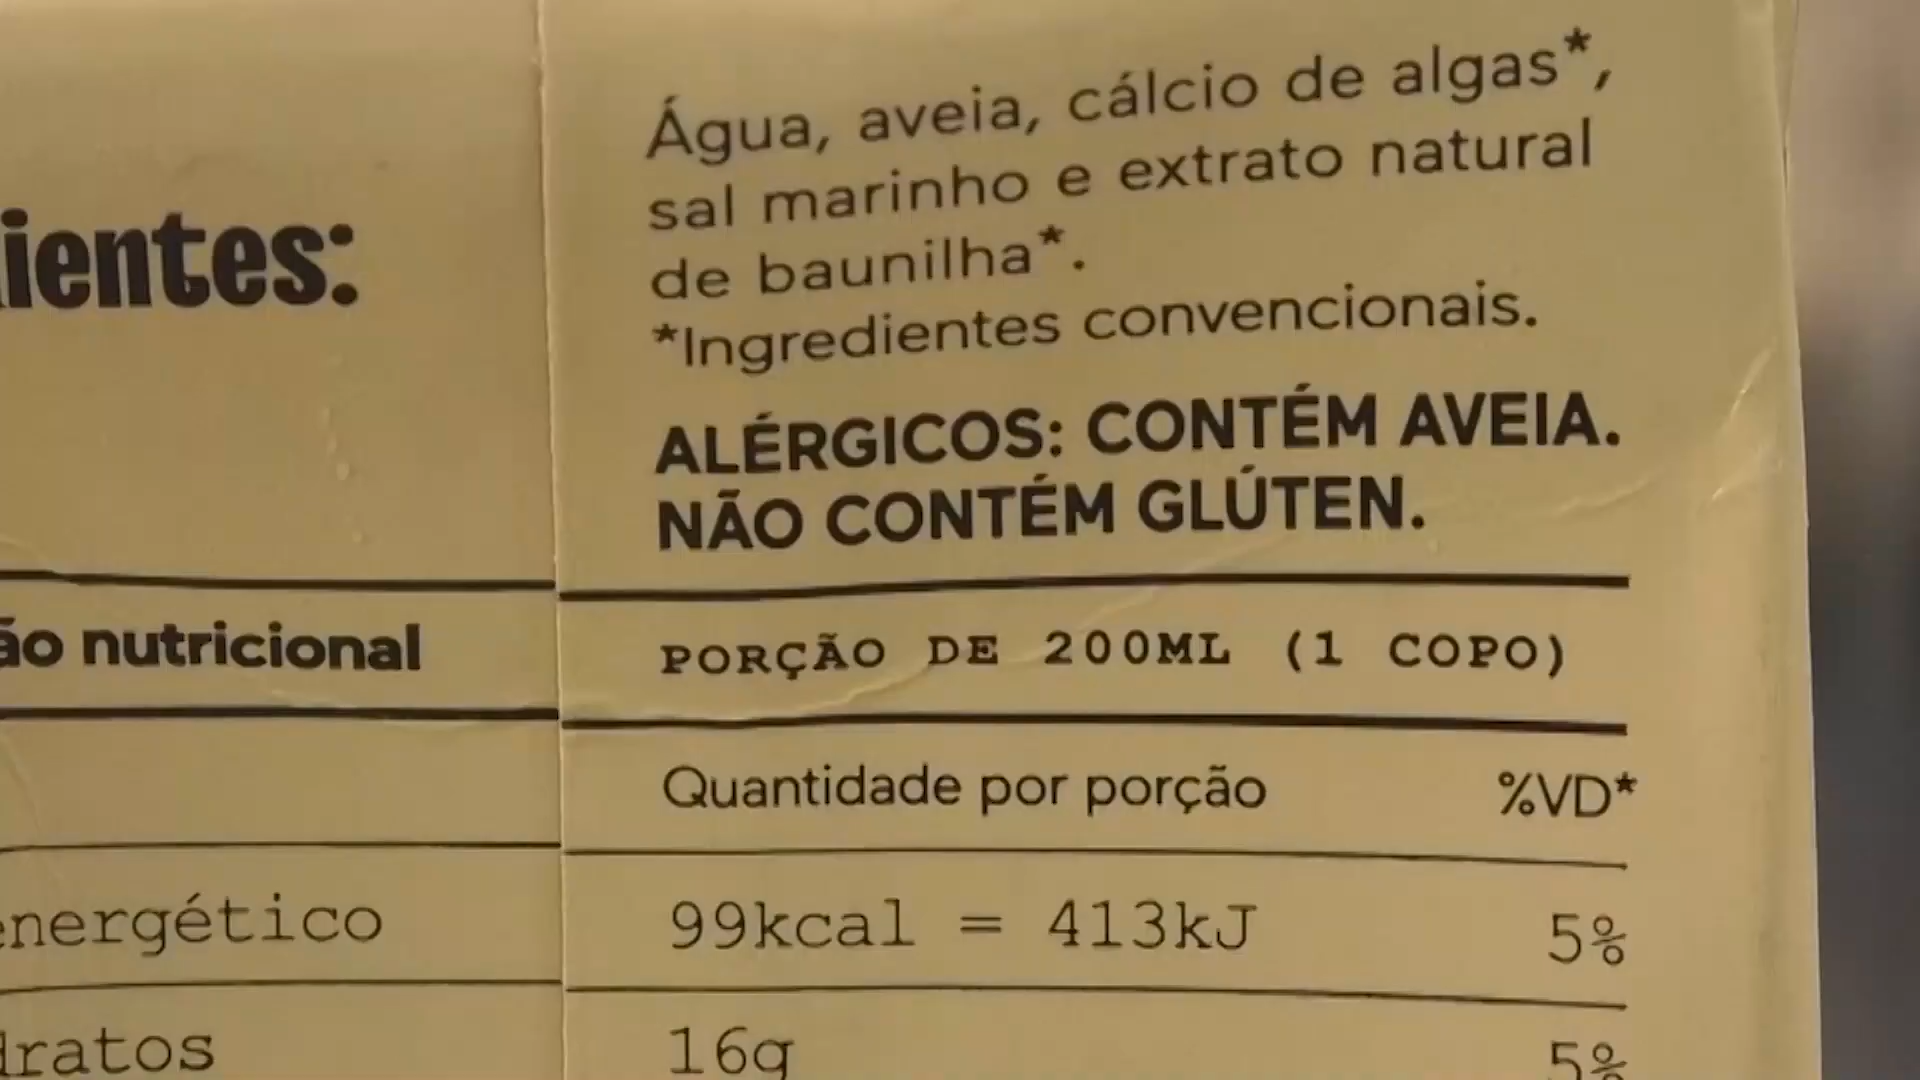 Água, aveia, cálcio de algas*,
sal marinho e extrato natural
de baunilha*.
*Ingredientes convencionais.
ientes:
ALÉRGICOS: CONTÉM AVEIA.
NÃO CONTÉM GLÚTEN.
ão nutricional PORÇÃO DE 200ML (1 COPO)
Quantidade por porção %VD*
energético 99kcal = 413kJ 5%
dratos 16g 5%